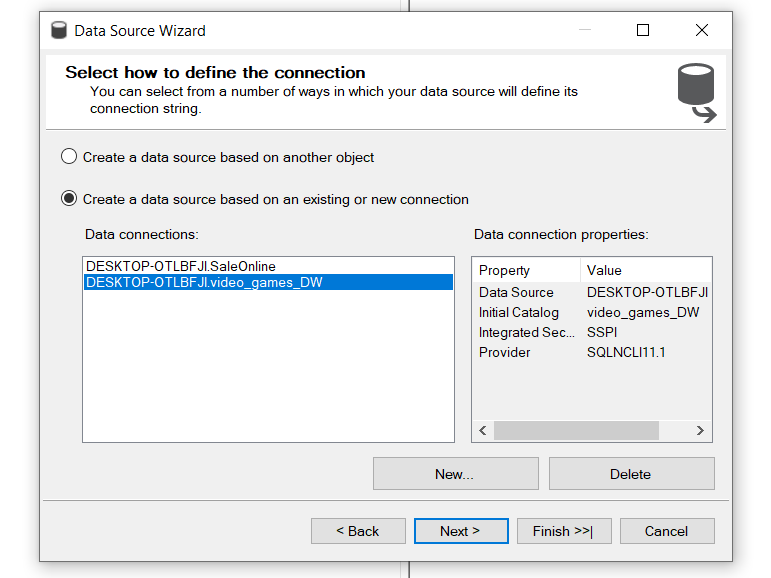 Data Source Wizard
Select how to define the connection
You can select from a number of ways in which your data source will define its
connection string.
Create a data source based on another object
Create a data source based on an existing or new connection
Data connections:
DESKTOP-OTLBFJI.SaleOnline
DESKTOP-OTLBFJI.video_games_DW
Data connection properties:
Property Value
Data Source DESKTOP-OTLBFJI
Initial Catalog video_games_DW
Integrated Sec... SSPI
Provider SQLNCLI11.1
New... Delete
< Back Next > Finish >>| Cancel